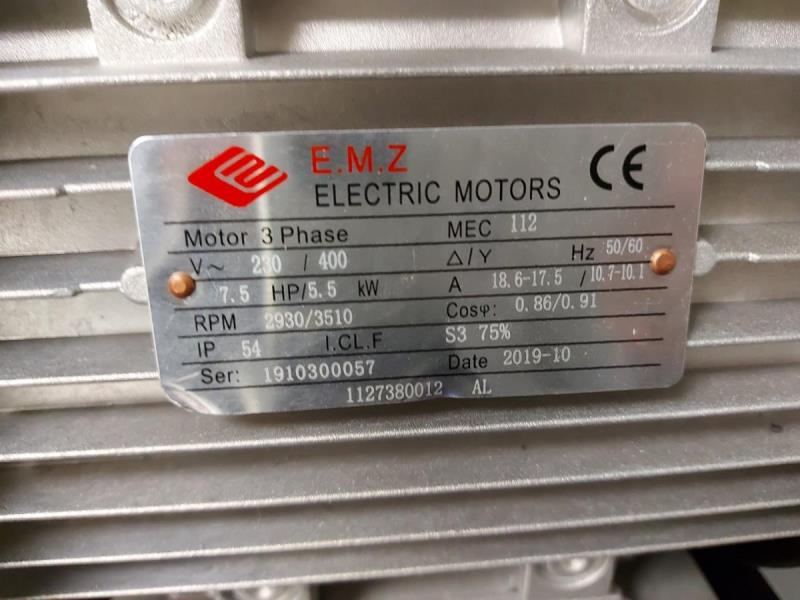 E.M.Z
ELECTRIC MOTORS CE
Motor 3 Phase MEC 112
V~ 230 / 400 Δ/Y Hz 50/60
7.5 HP/5.5 kW A 18.6-17.5 / 10.7-10.1
RPM 2930/3510 Cosφ: 0.86/0.91
IP 54 I.CL.F S3 75%
Ser: 1910300057 Date 2019-10
1127380012 AL